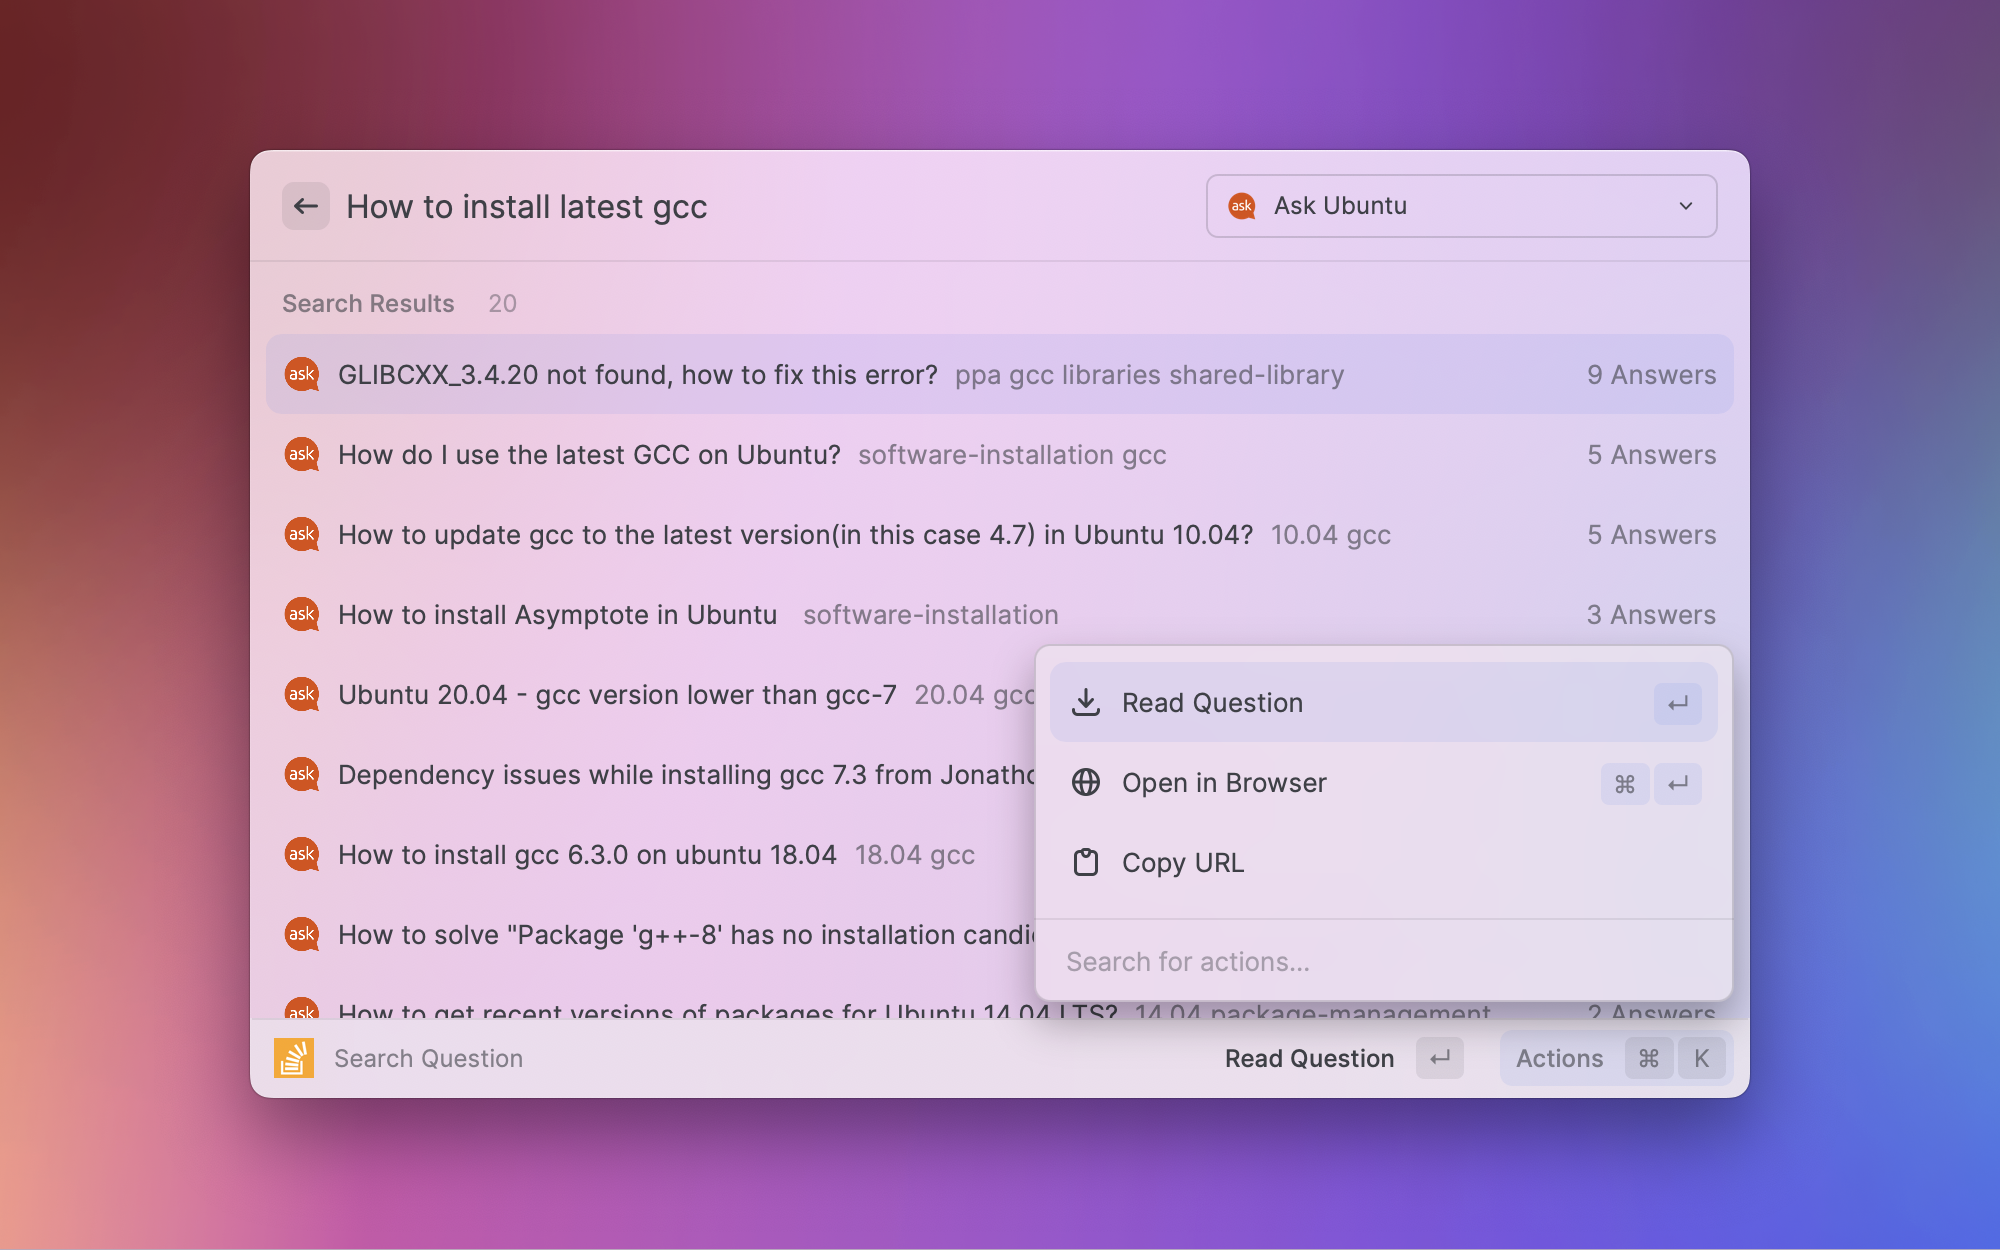 How to install latest gcc
ask Ask Ubuntu
Search Results 20
ask GLIBCXX_3.4.20 not found, how to fix this error? ppa gcc libraries shared-library 9 Answers
ask How do I use the latest GCC on Ubuntu? software-installation gcc 5 Answers
ask How to update gcc to the latest version(in this case 4.7) in Ubuntu 10.04? 10.04 gcc 5 Answers
ask How to install Asymptote in Ubuntu software-installation 3 Answers
ask Ubuntu 20.04 - gcc version lower than gcc-7 20.04 gcc
ask Dependency issues while installing gcc 7.3 from
ask How to install gcc 6.3.0 on ubuntu 18.04 18.04 gcc
ask How to solve "Package 'g++-8' has no installation
ask How to get recent versions of packages for Ubuntu 14.04 LTS? 14.04 package-management 2 Answers
Read Question ↵
Open in Browser ⌘ ↵
Copy URL
Search for actions...
Search Question Read Question ↵ Actions ⌘ K